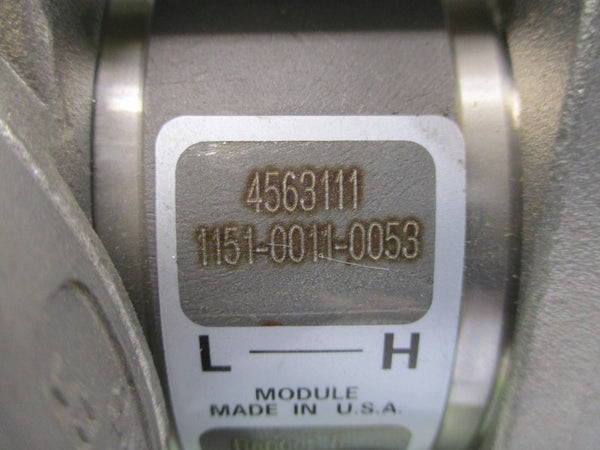 4563111
1151-0011-0053
L — H
MODULE
MADE IN U.S.A.